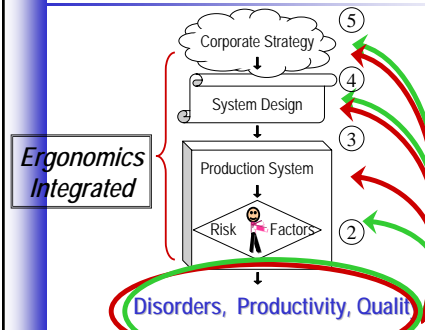 5
Corporate Strategy
4
System Design
3
Ergonomics
Integrated
Production System
Risk Factors
2
Disorders, Productivity, Qualit